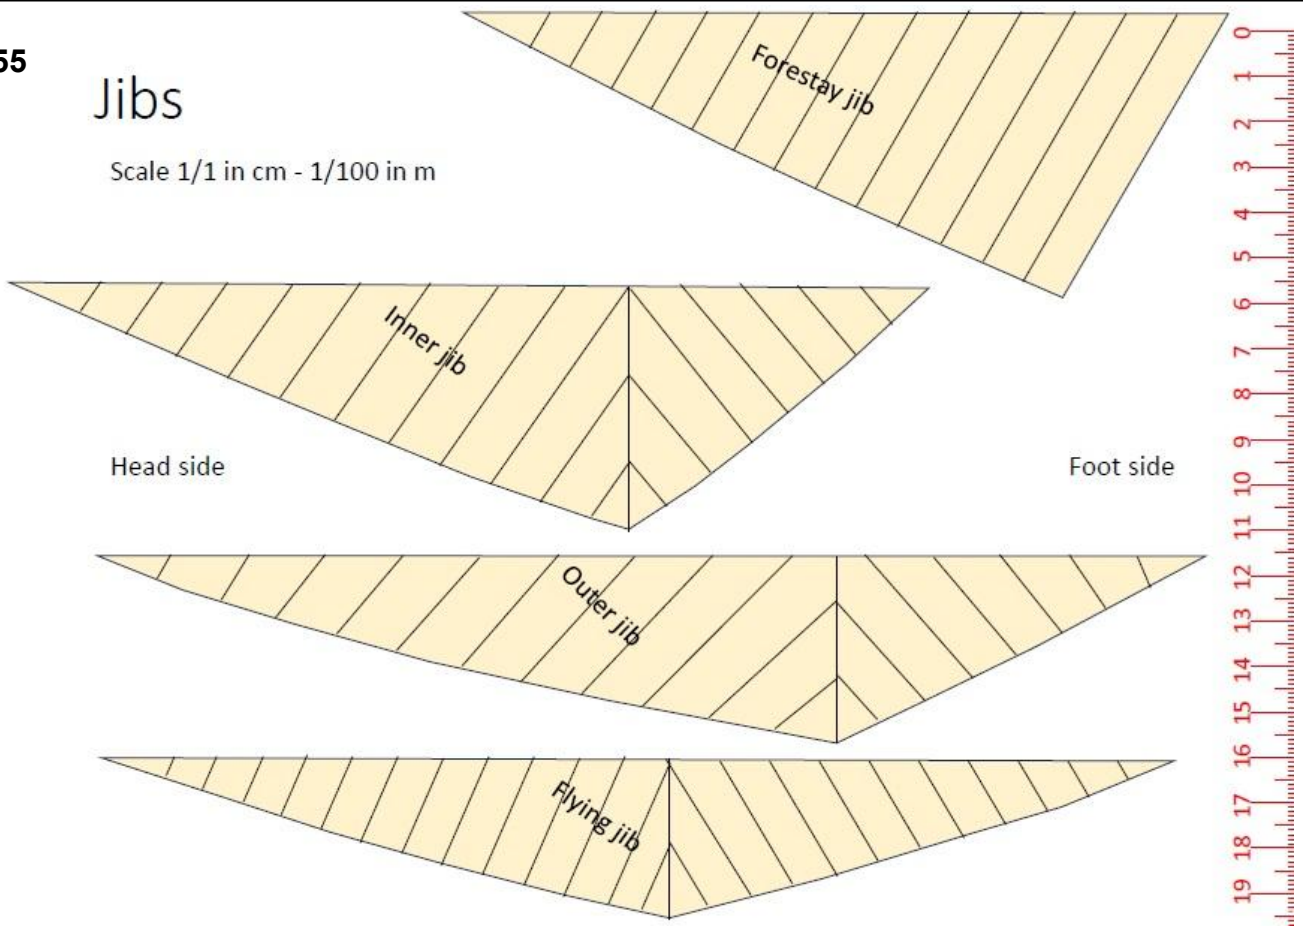 55
Jibs
Scale 1/1 in cm - 1/100 in m
Forestay jib
Inner jib
Head side
Foot side
Outer jib
Flying jib
0
1
2
3
4
5
6
7
8
9
10
11
12
13
14
15
16
17
18
19